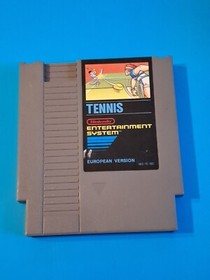 TENNIS
Nintendo
ENTERTAINMENT
SYSTEM
EUROPEAN VERSION